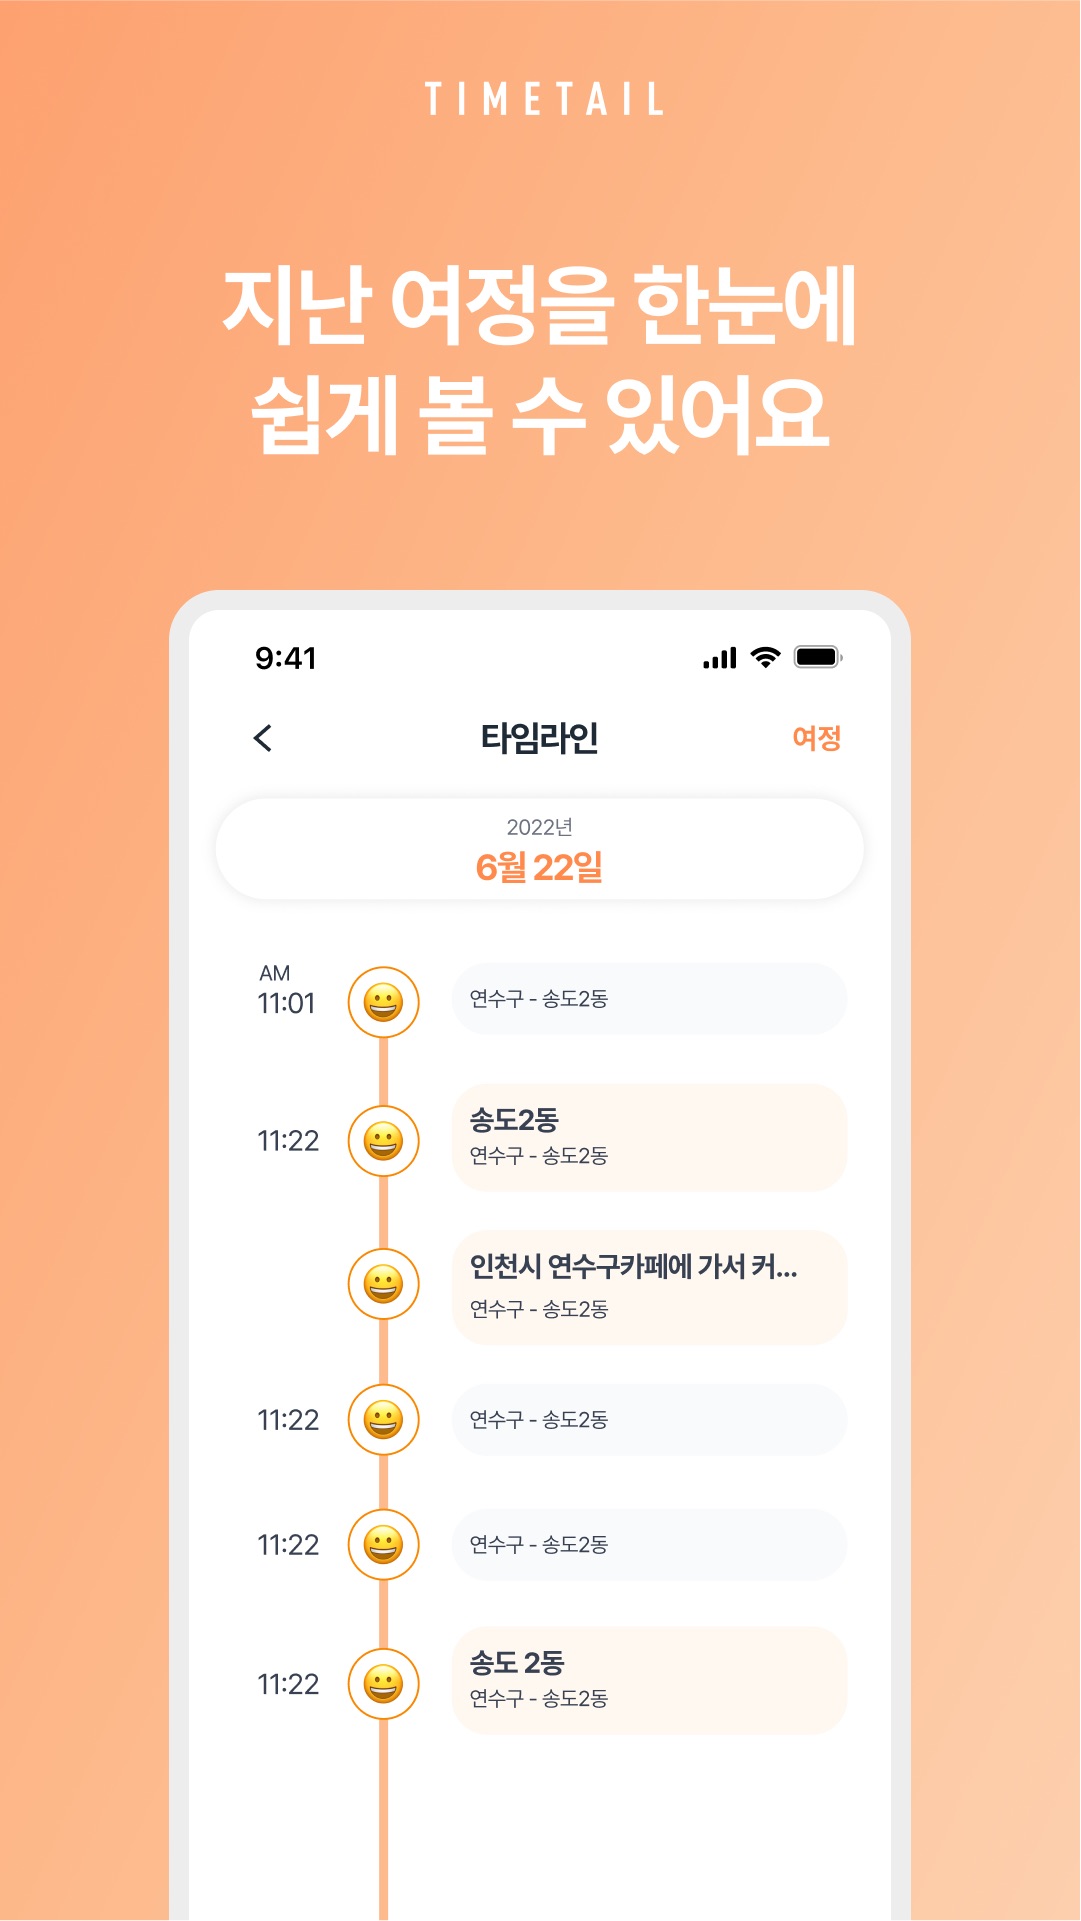 TIMETAIL
지난 여정을 한눈에
쉽게 볼 수 있어요
9:41
타임라인
여정
2022년
6월 22일
AM
11:01
연수구 - 송도2동
11:22
송도2동
연수구 - 송도2동
인천시 연수구카페에 가서 커...
연수구 - 송도2동
11:22
연수구 - 송도2동
11:22
연수구 - 송도2동
11:22
송도 2동
연수구 - 송도2동